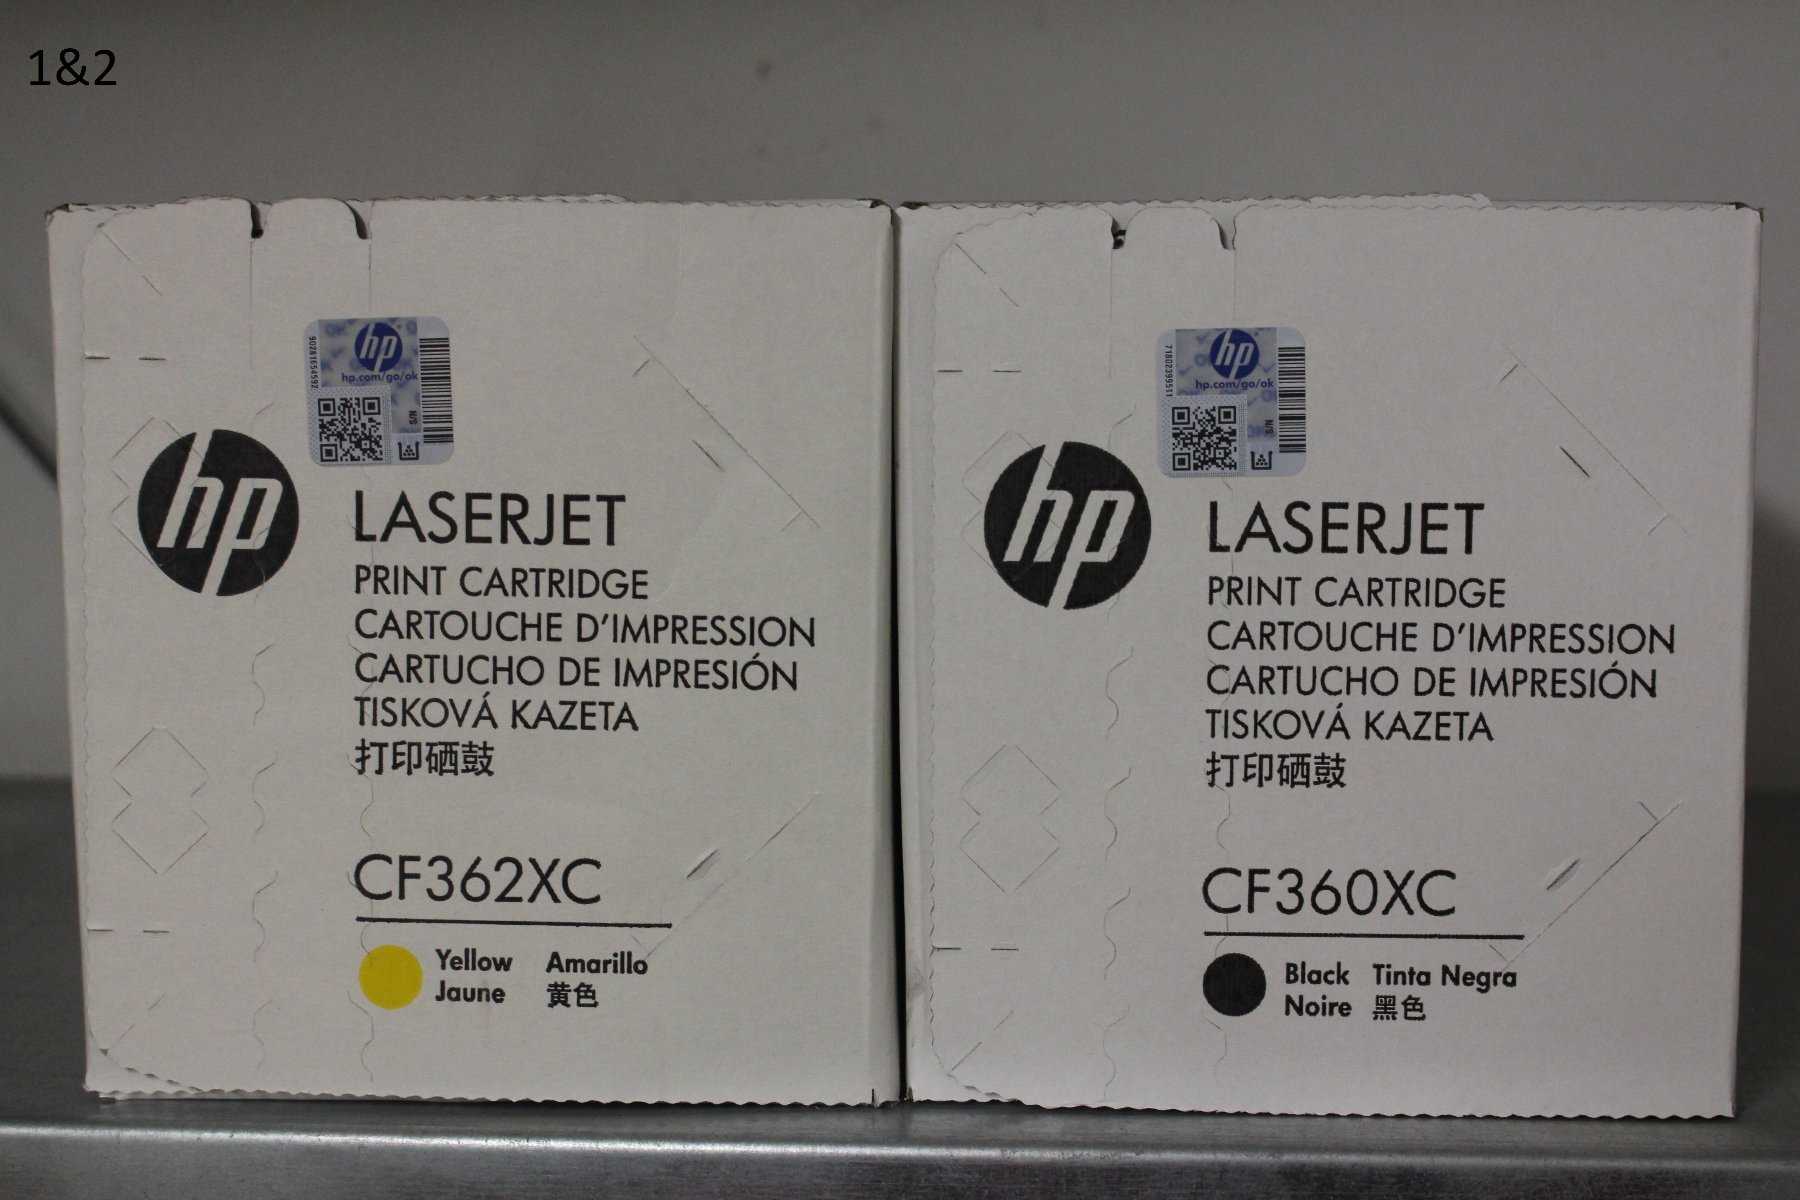 1&2
hp
hp.com/go/ok
N/S
hp
LASERJET
PRINT CARTRIDGE
CARTOUCHE D'IMPRESSION
CARTUCHO DE IMPRESIÓN
TISKOVÁ KAZETA
打印硒鼓
CF362XC
Yellow Amarillo
Jaune 黄色
hp
hp.com/go/ok
N/S
hp
LASERJET
PRINT CARTRIDGE
CARTOUCHE D'IMPRESSION
CARTUCHO DE IMPRESIÓN
TISKOVÁ KAZETA
打印硒鼓
CF360XC
Black Tinta Negra
Noire 黑色